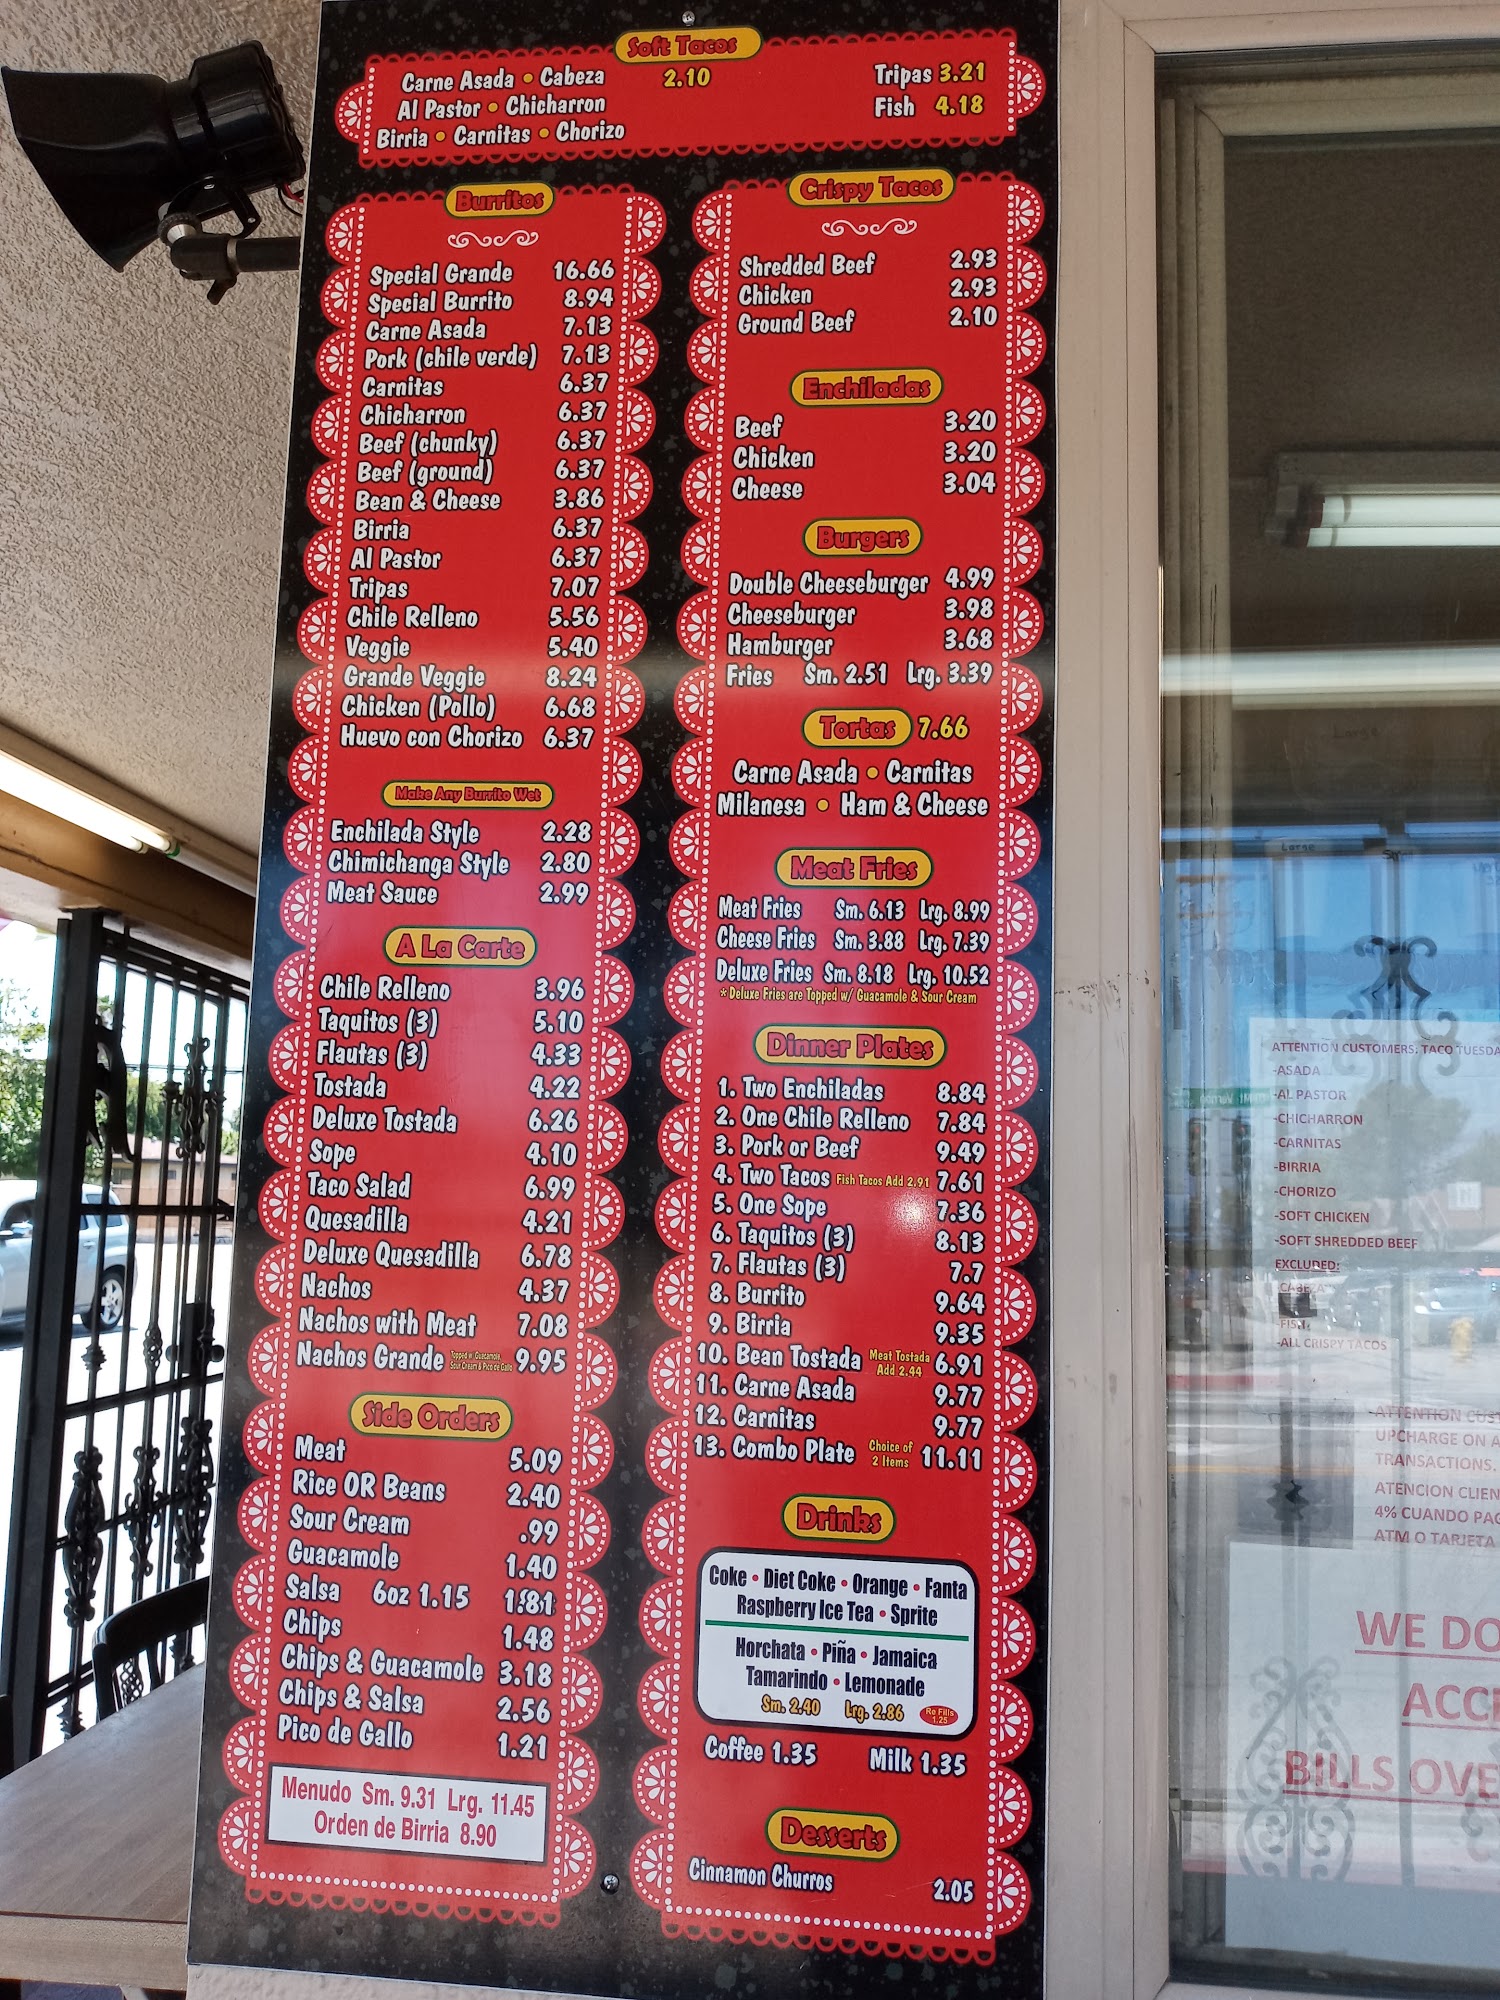 Soft Tacos
Carne Asada • Cabeza 2.10 Tripas 3.21
Al Pastor • Chicharron Fish 4.18
Birria • Carnitas • Chorizo
Burritos
Special Grande 16.66
Special Burrito 8.94
Carne Asada 7.13
Pork (chile verde) 7.13
Carnitas 6.37
Chicharron 6.37
Beef (chunky) 6.37
Beef (ground) 6.37
Bean & Cheese 3.86
Birria 6.37
Al Pastor 6.37
Tripas 7.07
Chile Relleno 5.56
Veggie 5.40
Grande Veggie 8.24
Chicken (Pollo) 6.68
Huevo con Chorizo 6.37
Make Any Burrito Wet
Enchilada Style 2.28
Chimichanga Style 2.80
Meat Sauce 2.99
A La Carte
Chile Relleno 3.96
Taquitos (3) 5.10
Flautas (3) 4.33
Tostada 4.22
Deluxe Tostada 6.26
Sope 4.10
Taco Salad 6.99
Quesadilla 4.21
Deluxe Quesadilla 6.78
Nachos 4.37
Nachos with Meat 7.08
Nachos Grande Topped w/ Guacamole, Sour Cream & Pico de Gallo 9.95
Side Orders
Meat 5.09
Rice OR Beans 2.40
Sour Cream .99
Guacamole 1.40
Salsa 6oz 1.15 1.81
Chips 1.48
Chips & Guacamole 3.18
Chips & Salsa 2.56
Pico de Gallo 1.21
Menudo Sm. 9.31 Lrg. 11.45
Orden de Birria 8.90
Crispy Tacos
Shredded Beef 2.93
Chicken 2.93
Ground Beef 2.10
Enchiladas
Beef 3.20
Chicken 3.20
Cheese 3.04
Burgers
Double Cheeseburger 4.99
Cheeseburger 3.98
Hamburger 3.68
Fries Sm. 2.51 Lrg. 3.39
Tortas 7.66
Carne Asada • Carnitas
Milanesa • Ham & Cheese
Meat Fries
Meat Fries Sm. 6.13 Lrg. 8.99
Cheese Fries Sm. 3.88 Lrg. 7.39
Deluxe Fries Sm. 8.18 Lrg. 10.52
* Deluxe Fries are Topped w/ Guacamole & Sour Cream
Dinner Plates
1. Two Enchiladas 8.84
2. One Chile Relleno 7.84
3. Pork or Beef 9.49
4. Two Tacos Fish Tacos Add 2.91 7.61
5. One Sope 7.36
6. Taquitos (3) 8.13
7. Flautas (3) 7.7
8. Burrito 9.64
9. Birria 9.35
10. Bean Tostada Meat Tostada Add 2.44 6.91
11. Carne Asada 9.77
12. Carnitas 9.77
13. Combo Plate Choice of 2 Items 11.11
Drinks
Coke • Diet Coke • Orange • Fanta
Raspberry Ice Tea • Sprite
Horchata • Piña • Jamaica
Tamarindo • Lemonade
Sm. 2.40 Lrg. 2.86 Re Fills 1.25
Coffee 1.35 Milk 1.35
Desserts
Cinnamon Churros 2.05
Large
Large
ATTENTION CUSTOMERS, TACO TUESDA
-ASADA
-AL PASTOR
-CHICHARRON
-CARNITAS
-BIRRIA
-CHORIZO
-SOFT CHICKEN
-SOFT SHREDDED BEEF
EXCLUDED:
-CABEZA
-FISH
-ALL CRISPY TACOS
ATTENTION CUS
UPCHARGE ON A
TRANSACTIONS.
ATENCION CLIEN
4% CUANDO PAG
ATM O TARJETA
WE DO
ACC
BILLS OVE